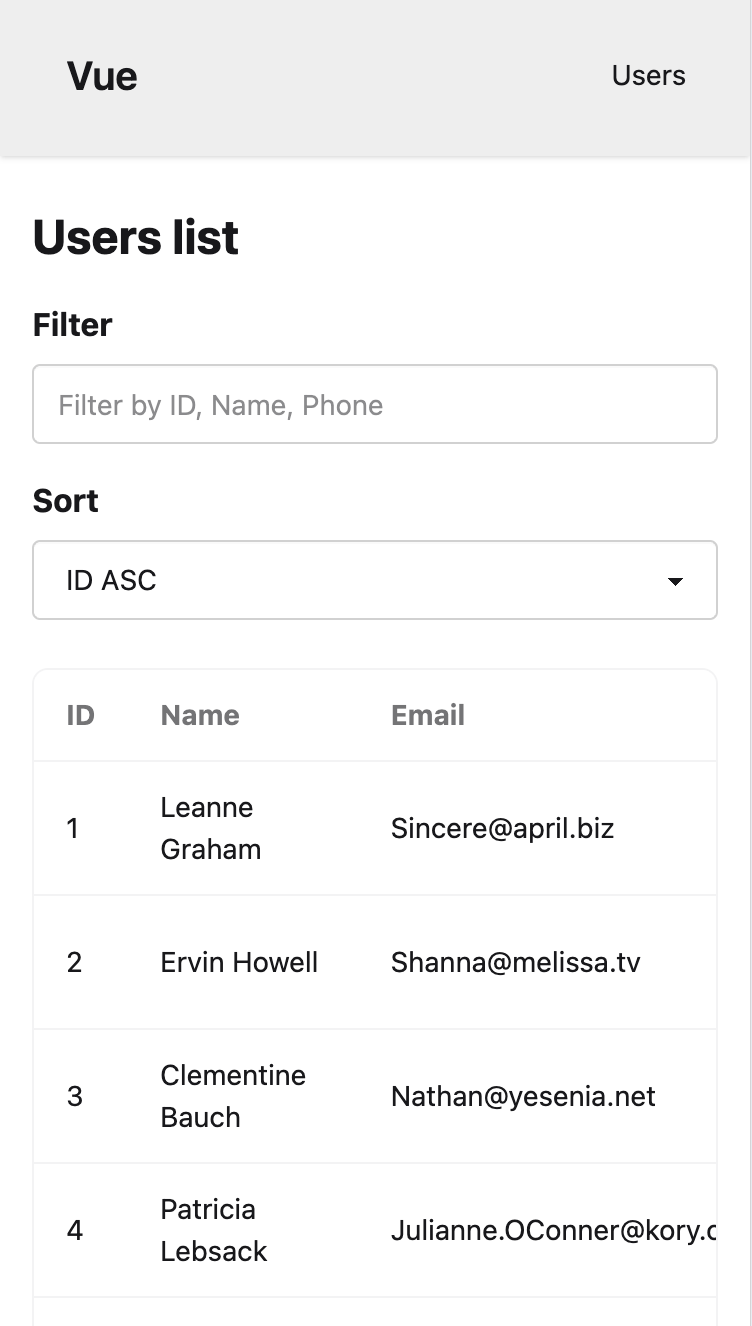 Vue Users
Users list
Filter
Filter by ID, Name, Phone
Sort
ID ASC
ID Name Email
1 Leanne Graham Sincere@april.biz
2 Ervin Howell Shanna@melissa.tv
3 Clementine Bauch Nathan@yesenia.net
4 Patricia Lebsack Julianne.OConner@kory.